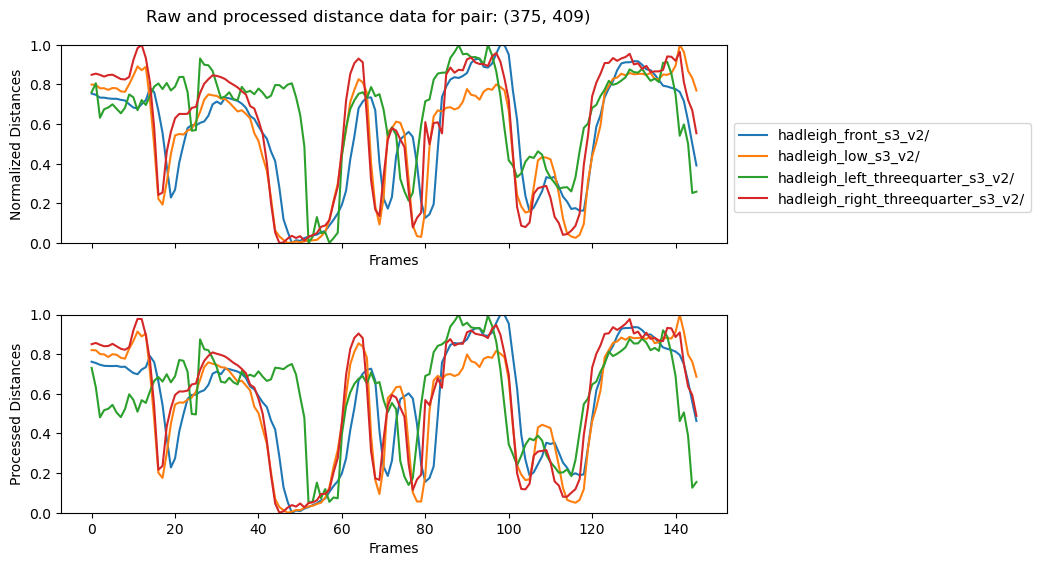 Raw and processed distance data for pair: (375, 409)
1.0
0.8
0.6
0.4
0.2
0.0
Normalized Distances
Frames
hadleigh_front_s3_v2/
hadleigh_low_s3_v2/
hadleigh_left_threequarter_s3_v2/
hadleigh_right_threequarter_s3_v2/
1.0
0.8
0.6
0.4
0.2
0.0
Processed Distances
0 20 40 60 80 100 120 140
Frames